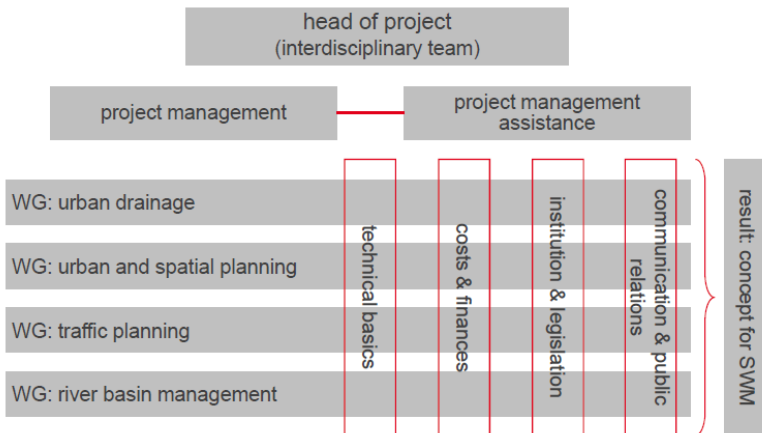 head of project
(interdisciplinary team)
project management
project management
assistance
WG: urban drainage
WG: urban and spatial planning
WG: traffic planning
WG: river basin management
technical basics
costs & finances
institution & legislation
communication & public
relations
result: concept for SWM